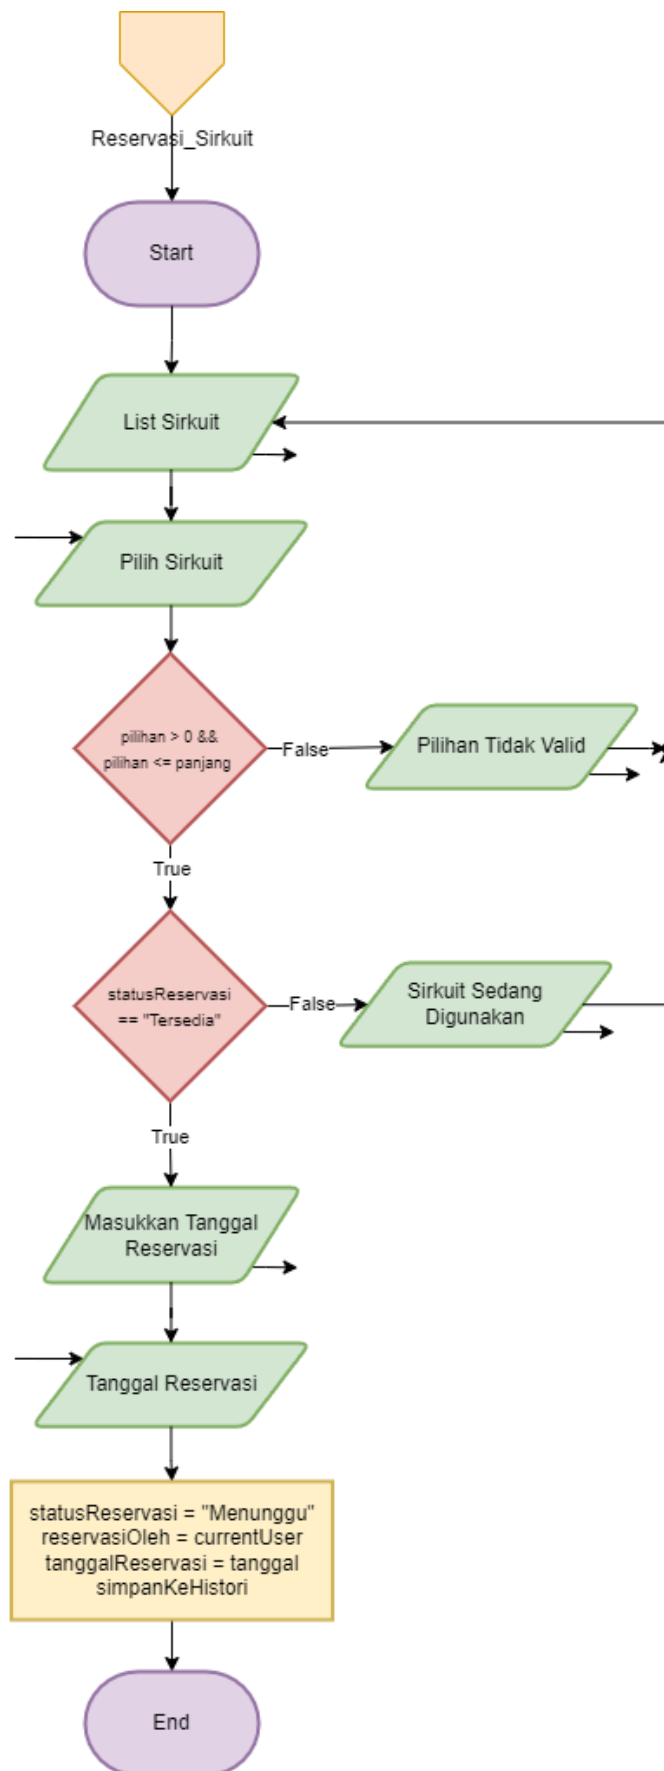 Reservasi_Sirkuit
Start
List Sirkuit
Pilih Sirkuit
pilihan > 0 &&
pilihan <= panjang
False
Pilihan Tidak Valid
True
statusReservasi
== "Tersedia"
False
Sirkuit Sedang
Digunakan
True
Masukkan Tanggal
Reservasi
Tanggal Reservasi
statusReservasi = "Menunggu"
reservasiOleh = currentUser
tanggalReservasi = tanggal
simpanKeHistori
End